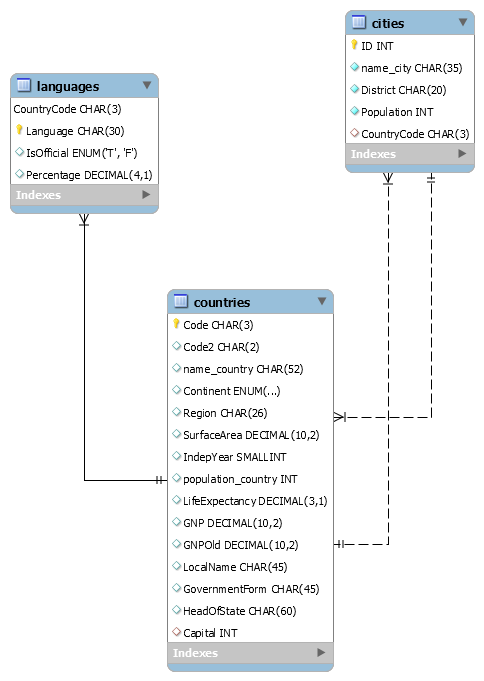 cities
ID INT
name_city CHAR(35)
District CHAR(20)
Population INT
CountryCode CHAR(3)
Indexes
languages
CountryCode CHAR(3)
Language CHAR(30)
IsOfficial ENUM('T', 'F')
Percentage DECIMAL(4,1)
Indexes
countries
Code CHAR(3)
Code2 CHAR(2)
name_country CHAR(52)
Continent ENUM(...)
Region CHAR(26)
SurfaceArea DECIMAL(10,2)
IndepYear SMALLINT
population_country INT
LifeExpectancy DECIMAL(3,1)
GNP DECIMAL(10,2)
GNPOld DECIMAL(10,2)
LocalName CHAR(45)
GovernmentForm CHAR(45)
HeadOfState CHAR(60)
Capital INT
Indexes